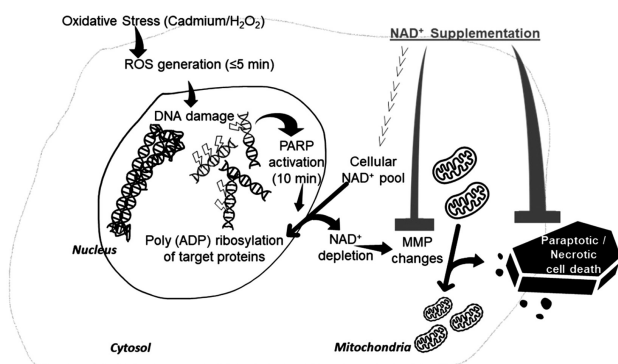 Oxidative Stress (Cadmium/H₂O₂)
NAD⁺ Supplementation
ROS generation (≤5 min)
DNA damage
PARP
activation
(10 min)
Cellular
NAD⁺ pool
Poly (ADP) ribosylation
of target proteins
Nucleus
NAD⁺
depletion
MMP
changes
Paraptotic /
Necrotic
cell death
Cytosol
Mitochondria